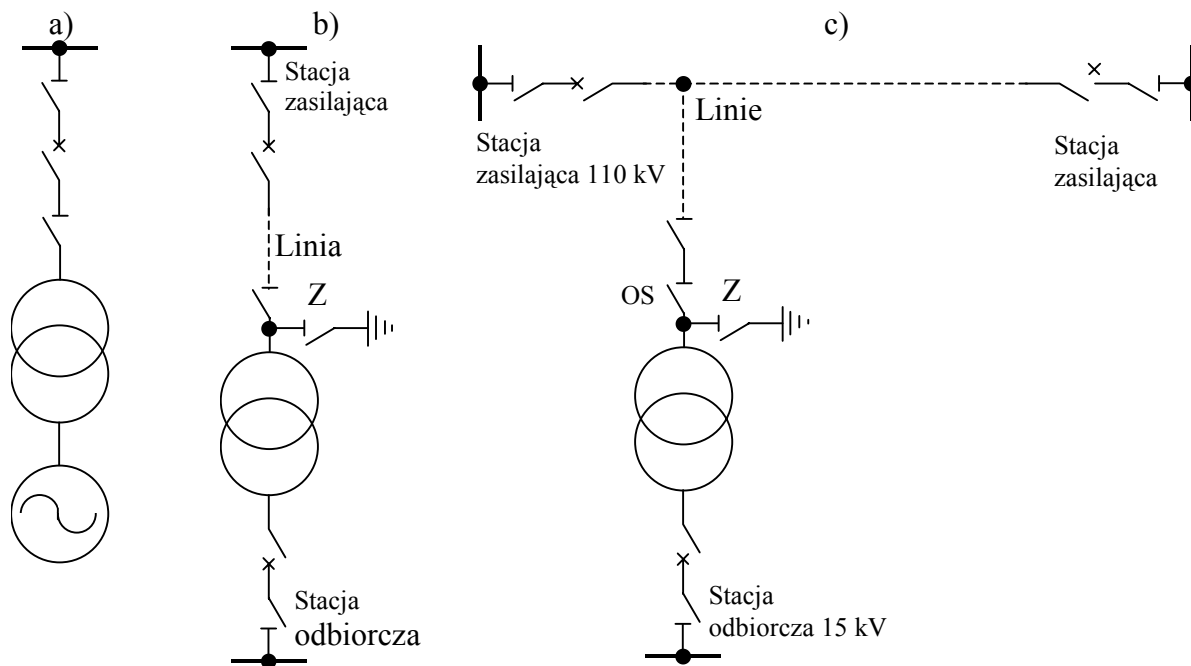 a)
b)
c)
Stacja
zasilająca
Linia
Z
Stacja
odbiorcza
Linie
Stacja
zasilająca 110 kV
Stacja
zasilająca
OS
Z
Stacja
odbiorcza 15 kV